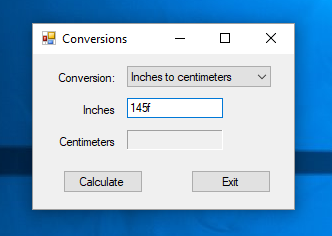 Conversions
Conversion: Inches to centimeters
Inches 145f
Centimeters
Calculate Exit